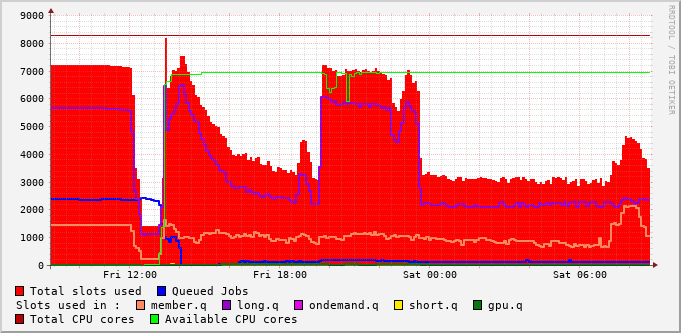 9000
8000
7000
6000
5000
4000
3000
2000
1000
0
Fri 12:00 Fri 18:00 Sat 00:00 Sat 06:00
RRDTOOL / TOBI OETIKER
Total slots used Queued Jobs
Slots used in : member.q long.q ondemand.q short.q gpu.q
Total CPU cores Available CPU cores